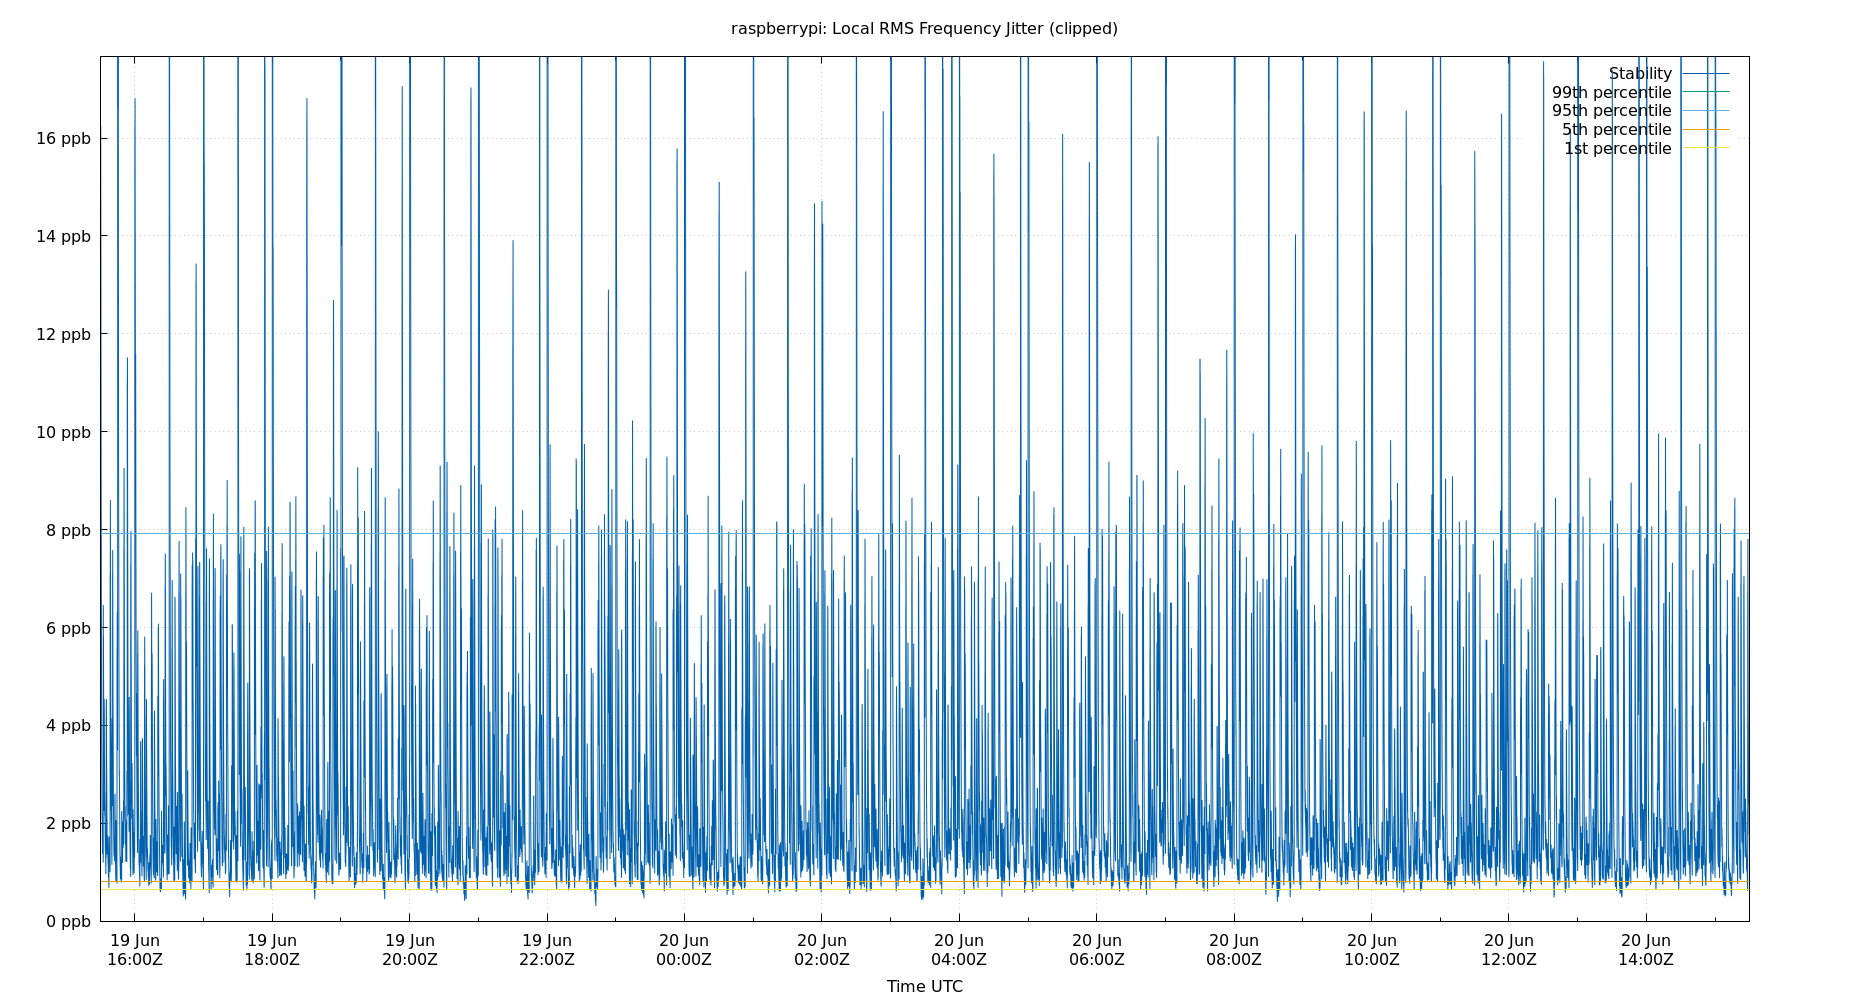 raspberrypi: Local RMS Frequency Jitter (clipped)
Stability
99th percentile
95th percentile
5th percentile
1st percentile
16 ppb
14 ppb
12 ppb
10 ppb
8 ppb
6 ppb
4 ppb
2 ppb
0 ppb
19 Jun 19 Jun 19 Jun 19 Jun 20 Jun 20 Jun 20 Jun 20 Jun 20 Jun 20 Jun 20 Jun 20 Jun
16:00Z 18:00Z 20:00Z 22:00Z 00:00Z 02:00Z 04:00Z 06:00Z 08:00Z 10:00Z 12:00Z 14:00Z
Time UTC